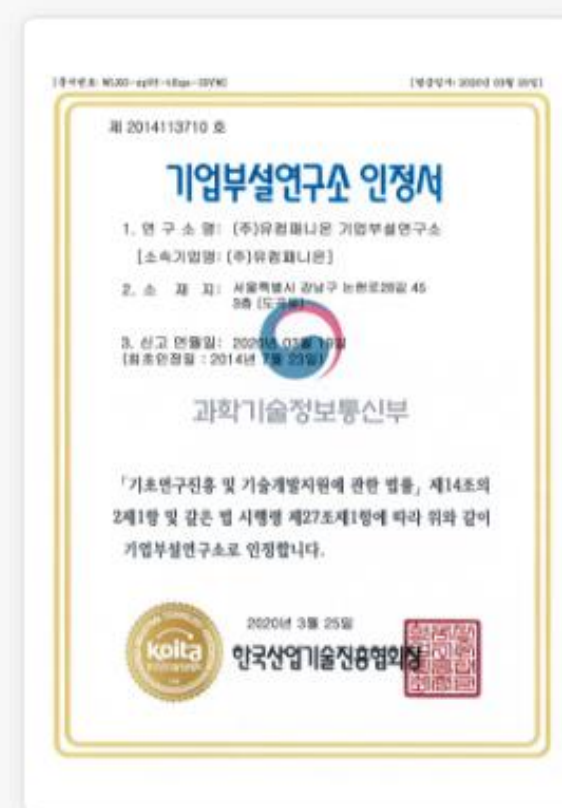 제 2014113710 호
기업부설연구소 인정서
1. 연 구 소 명: (주)유컴패니온 기업부설연구소
[소속기업명: (주)유컴패니온]
2. 소 재 지: 서울특별시 강남구 논현로28길 45
3층 (도곡동)
3. 신고 연월일: 2020년 03월 19일
(최초인정일 : 2014년 7월 23일)
과학기술정보통신부
「기초연구진흥 및 기술개발지원에 관한 법률」 제14조의
2제1항 및 같은 법 시행령 제27조제1항에 따라 위와 같이
기업부설연구소로 인정합니다.
2020년 3월 25일
koita
한국산업기술진흥협회장